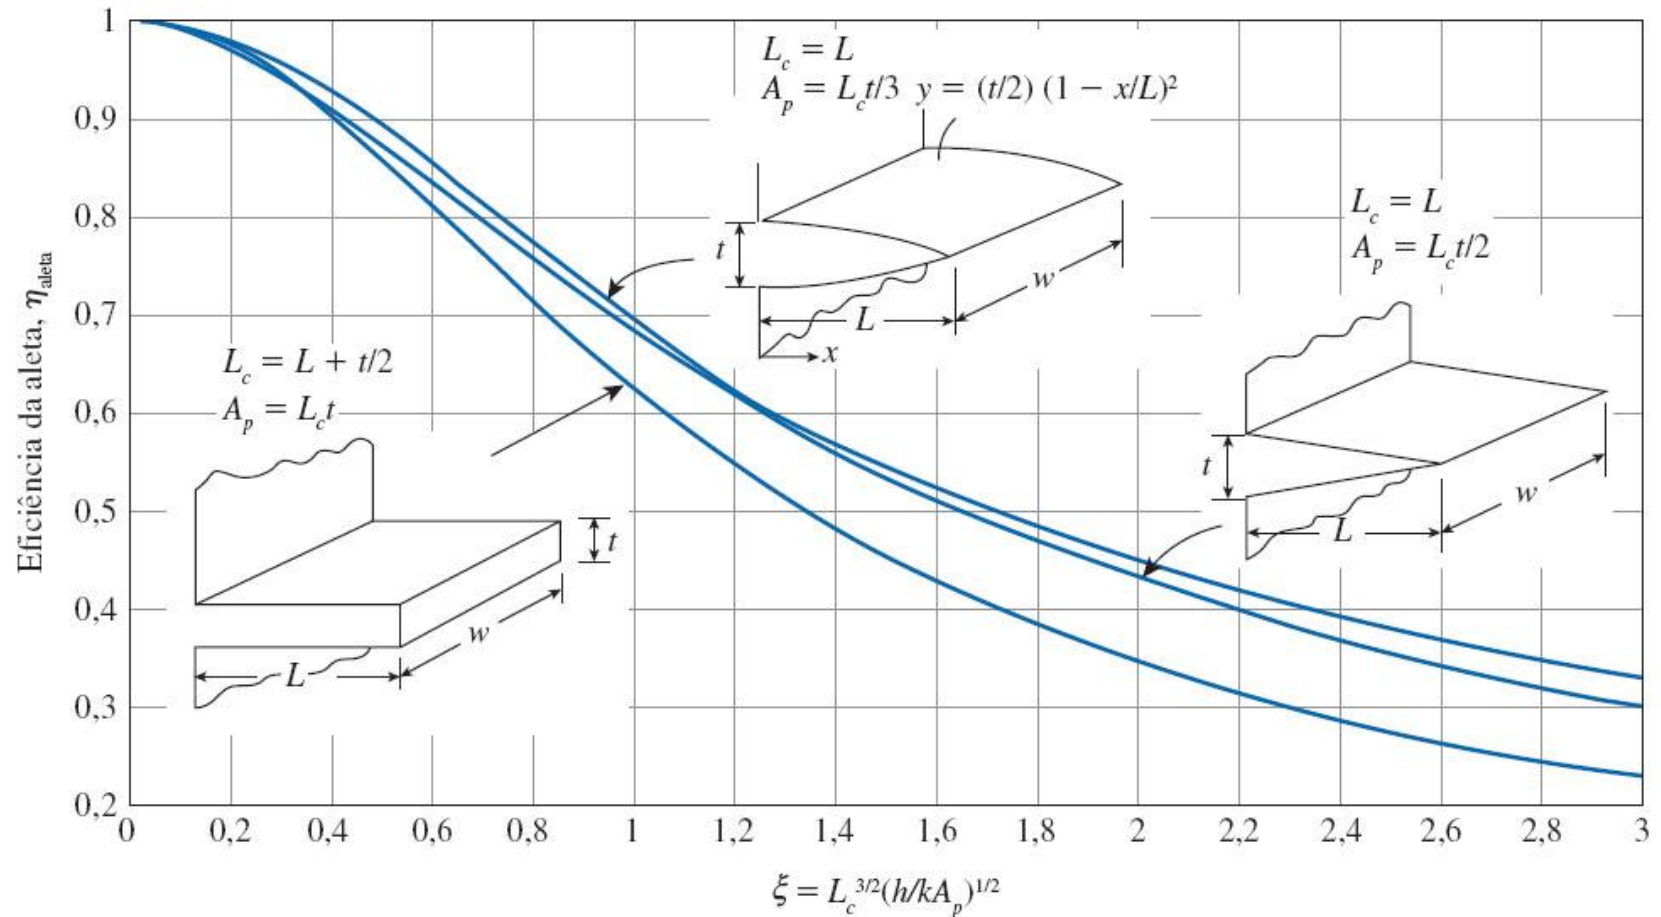 Eficiência da aleta, η_aleta
1
0,9
0,8
0,7
0,6
0,5
0,4
0,3
0,2
L_c = L + t/2
A_p = L_c t
t
w
L
L_c = L
A_p = L_c t/3 y = (t/2) (1 − x/L)²
t
w
L
x
L_c = L
A_p = L_c t/2
t
w
L
0 0,2 0,4 0,6 0,8 1 1,2 1,4 1,6 1,8 2 2,2 2,4 2,6 2,8 3
ξ = L_c^3/2 (h/kA_p)^1/2